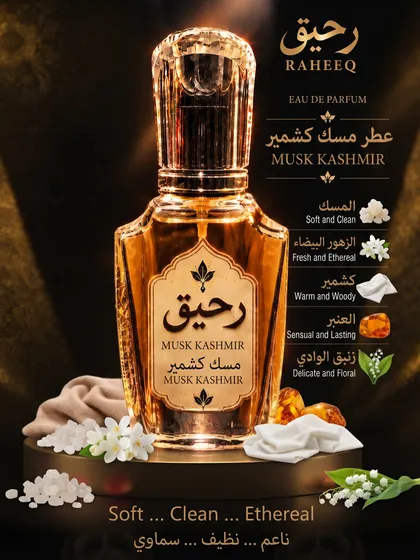 رحيق
RAHEEQ
EAU DE PARFUM
عطر مسك كشمير
MUSK KASHMIR
المسك
Soft and Clean
الزهور البيضاء
Fresh and Ethereal
كشمير
Warm and Woody
العنبر
Sensual and Lasting
زنبق الوادي
Delicate and Floral
رحيق
MUSK KASHMIR
مسك كشمير
MUSK KASHMIR
Soft ... Clean ... Ethereal
ناعم ... نظيف ... سماوي